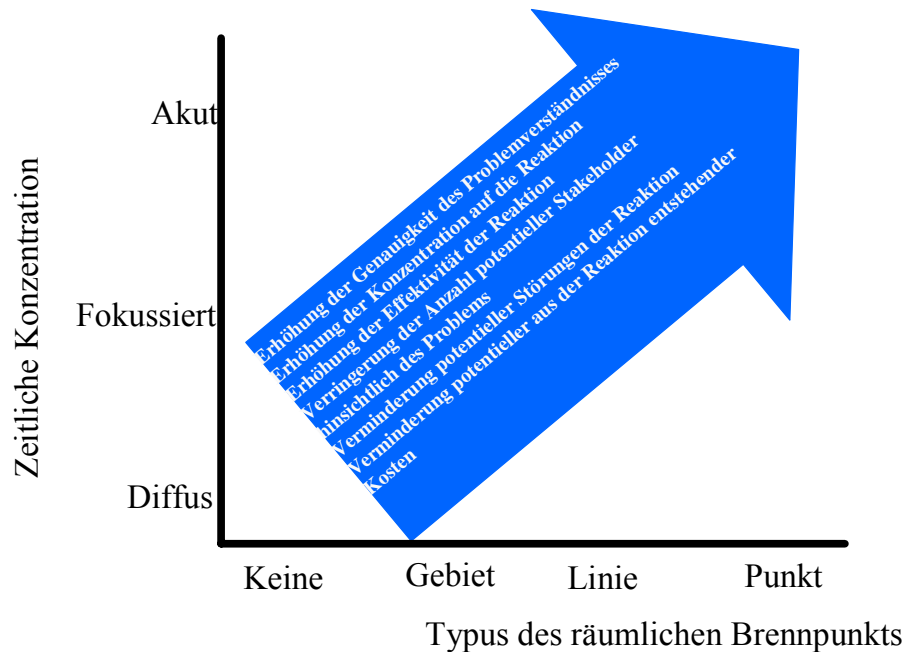 Zeitliche Konzentration
Akut
Fokussiert
Diffus
Erhöhung der Genauigkeit des Problemverständnisses
Erhöhung der Konzentration auf die Reaktion
Erhöhung der Effektivität der Reaktion
Verringerung der Anzahl potentieller Stakeholder
hinsichtlich des Problems
Verminderung potentieller Störungen der Reaktion
Verminderung potentieller aus der Reaktion entstehender
Kosten
Keine
Gebiet
Linie
Punkt
Typus des räumlichen Brennpunkts